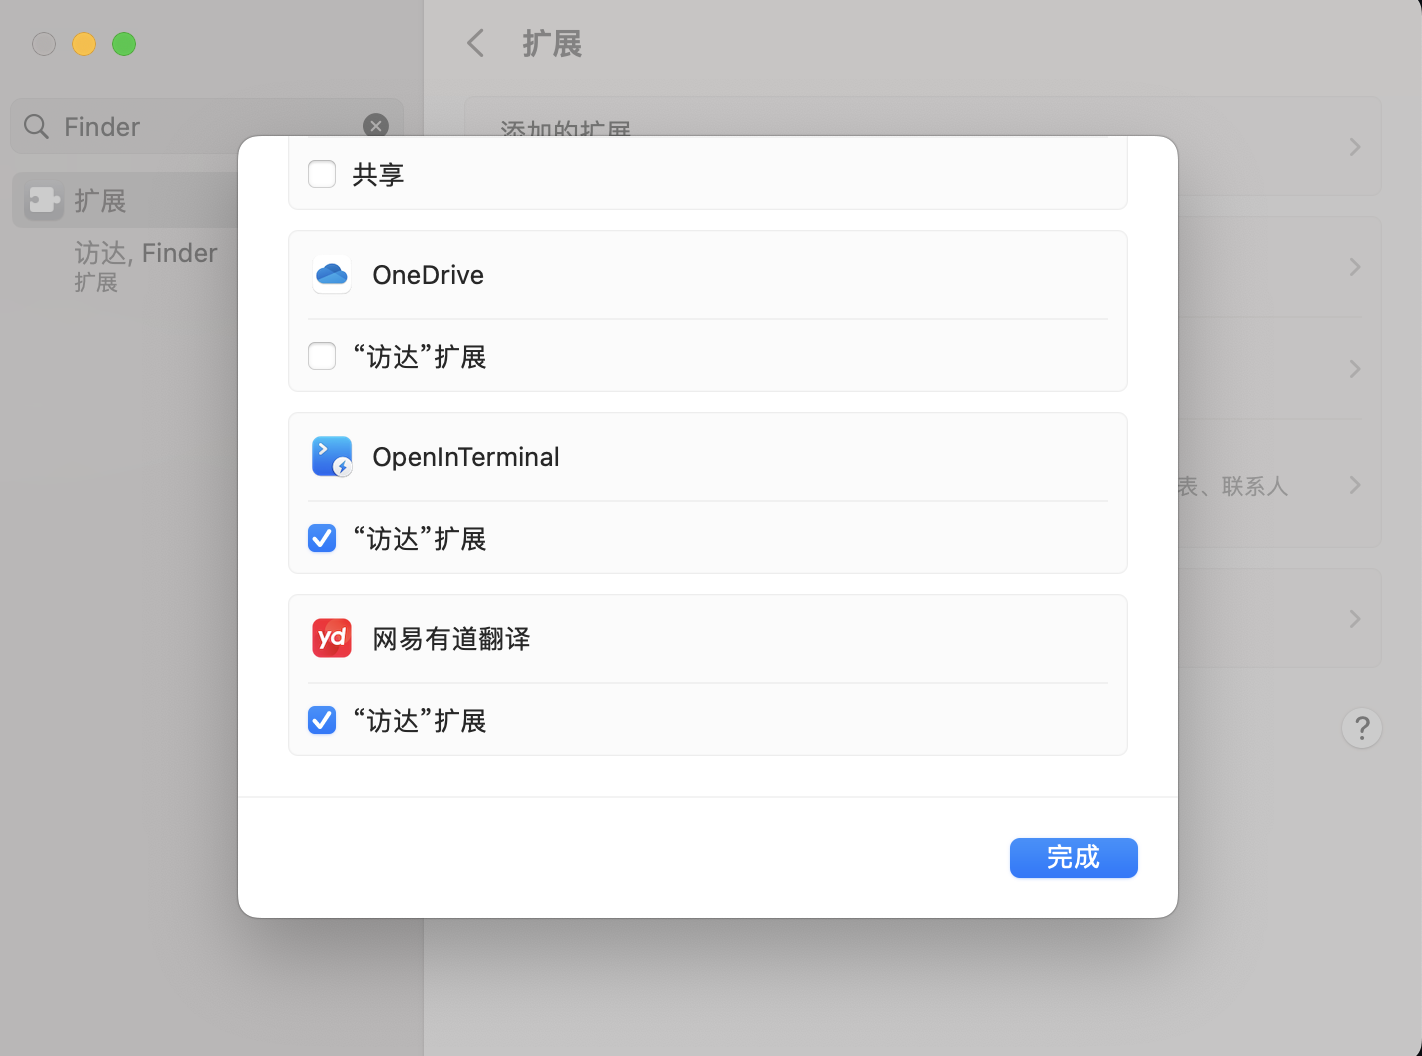 扩展
Finder
扩展
访达, Finder
扩展
添加的扩展
共享
OneDrive
“访达”扩展
OpenInTerminal
“访达”扩展
yd
网易有道翻译
“访达”扩展
表、联系人
?
完成